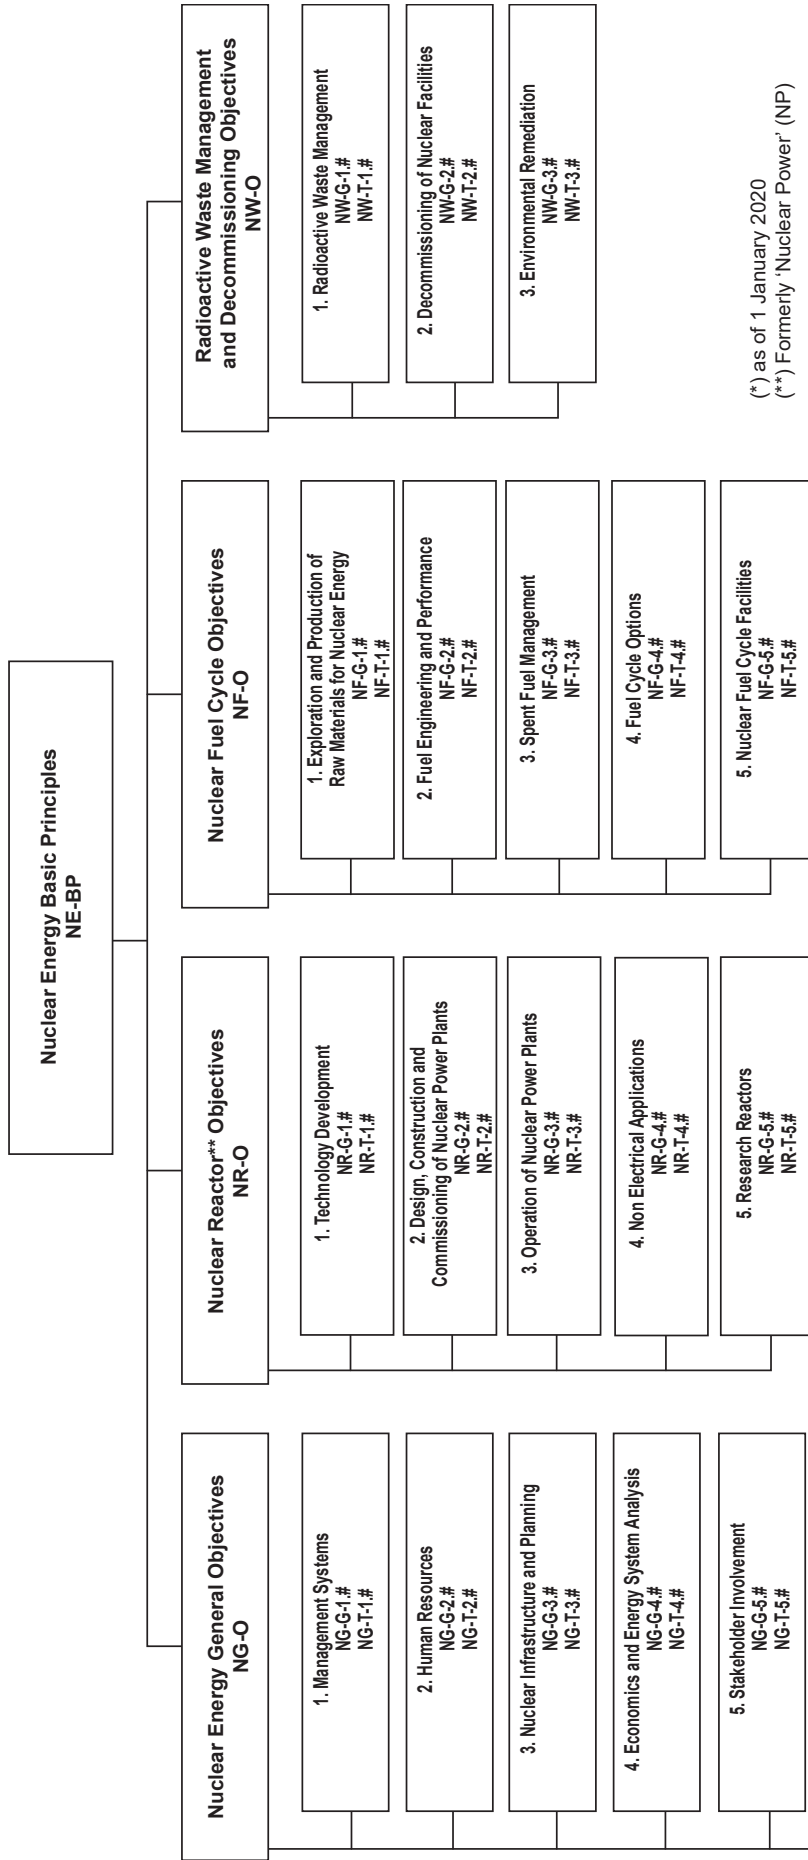 Nuclear Energy Basic Principles
NE-BP
Nuclear Energy General Objectives
NG-O
1. Management Systems
NG-G-1.#
NG-T-1.#
2. Human Resources
NG-G-2.#
NG-T-2.#
3. Nuclear Infrastructure and Planning
NG-G-3.#
NG-T-3.#
4. Economics and Energy System Analysis
NG-G-4.#
NG-T-4.#
5. Stakeholder Involvement
NG-G-5.#
NG-T-5.#
Nuclear Reactor** Objectives
NR-O
1. Technology Development
NR-G-1.#
NR-T-1.#
2. Design, Construction and
Commissioning of Nuclear Power Plants
NR-G-2.#
NR-T-2.#
3. Operation of Nuclear Power Plants
NR-G-3.#
NR-T-3.#
4. Non Electrical Applications
NR-G-4.#
NR-T-4.#
5. Research Reactors
NR-G-5.#
NR-T-5.#
Nuclear Fuel Cycle Objectives
NF-O
1. Exploration and Production of
Raw Materials for Nuclear Energy
NF-G-1.#
NF-T-1.#
2. Fuel Engineering and Performance
NF-G-2.#
NF-T-2.#
3. Spent Fuel Management
NF-G-3.#
NF-T-3.#
4. Fuel Cycle Options
NF-G-4.#
NF-T-4.#
5. Nuclear Fuel Cycle Facilities
NF-G-5.#
NF-T-5.#
Radioactive Waste Management
and Decommissioning Objectives
NW-O
1. Radioactive Waste Management
NW-G-1.#
NW-T-1.#
2. Decommissioning of Nuclear Facilities
NW-G-2.#
NW-T-2.#
3. Environmental Remediation
NW-G-3.#
NW-T-3.#
(*) as of 1 January 2020
(**) Formerly ‘Nuclear Power’ (NP)